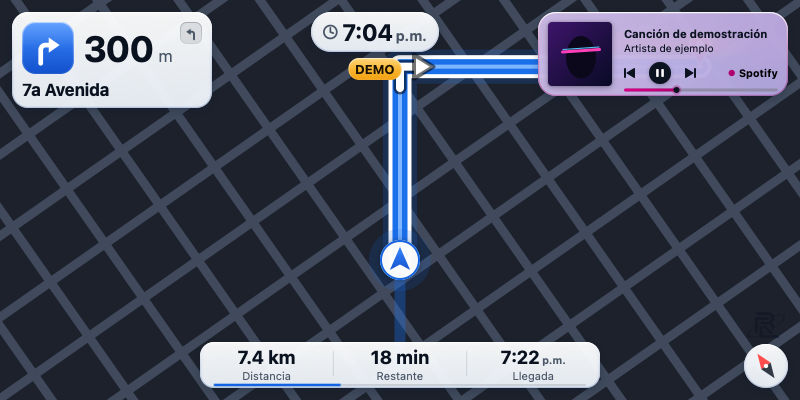 300 m
7a Avenida
7:04 p.m.
DEMO
Canción de demostración
Artista de ejemplo
Spotify
7.4 km
Distancia
18 min
Restante
7:22 p.m.
Llegada